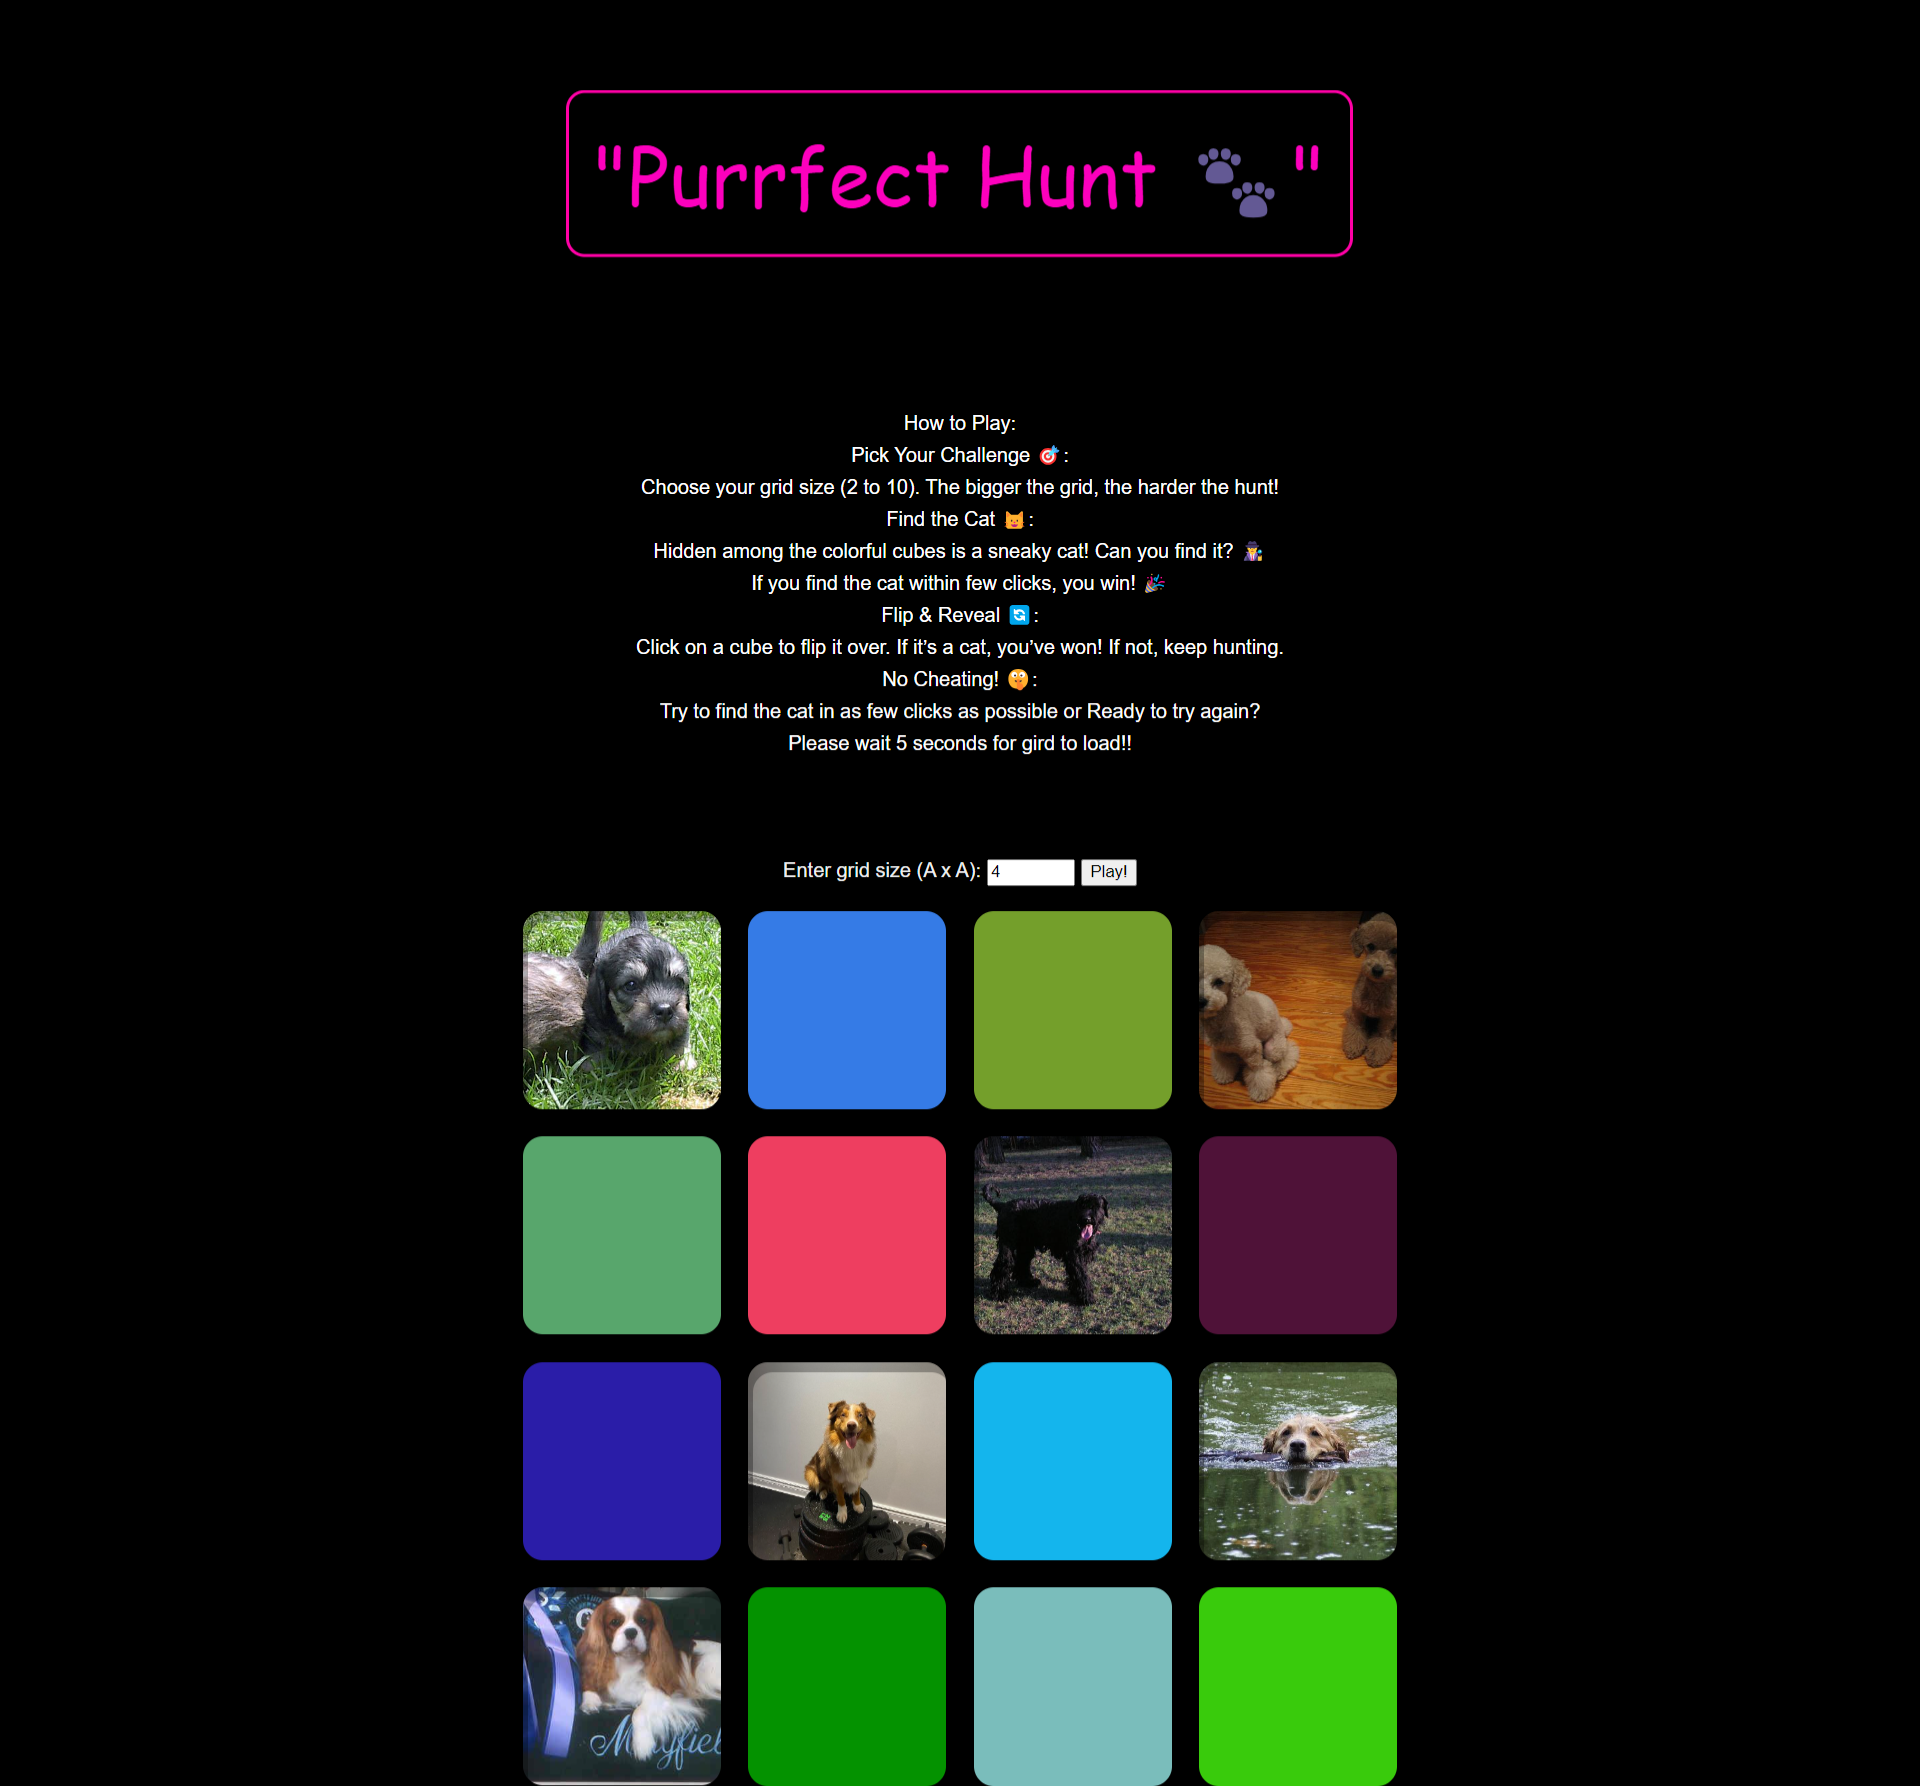 "Purrfect Hunt 🐾"
How to Play:
Pick Your Challenge 🎯:
Choose your grid size (2 to 10). The bigger the grid, the harder the hunt!
Find the Cat 🐱:
Hidden among the colorful cubes is a sneaky cat! Can you find it? 🕵️‍♀️
If you find the cat within few clicks, you win! 🎉
Flip & Reveal 🔄:
Click on a cube to flip it over. If it’s a cat, you’ve won! If not, keep hunting.
No Cheating! 🤫:
Try to find the cat in as few clicks as possible or Ready to try again?
Please wait 5 seconds for gird to load!!
Enter grid size (A x A): 4 Play!